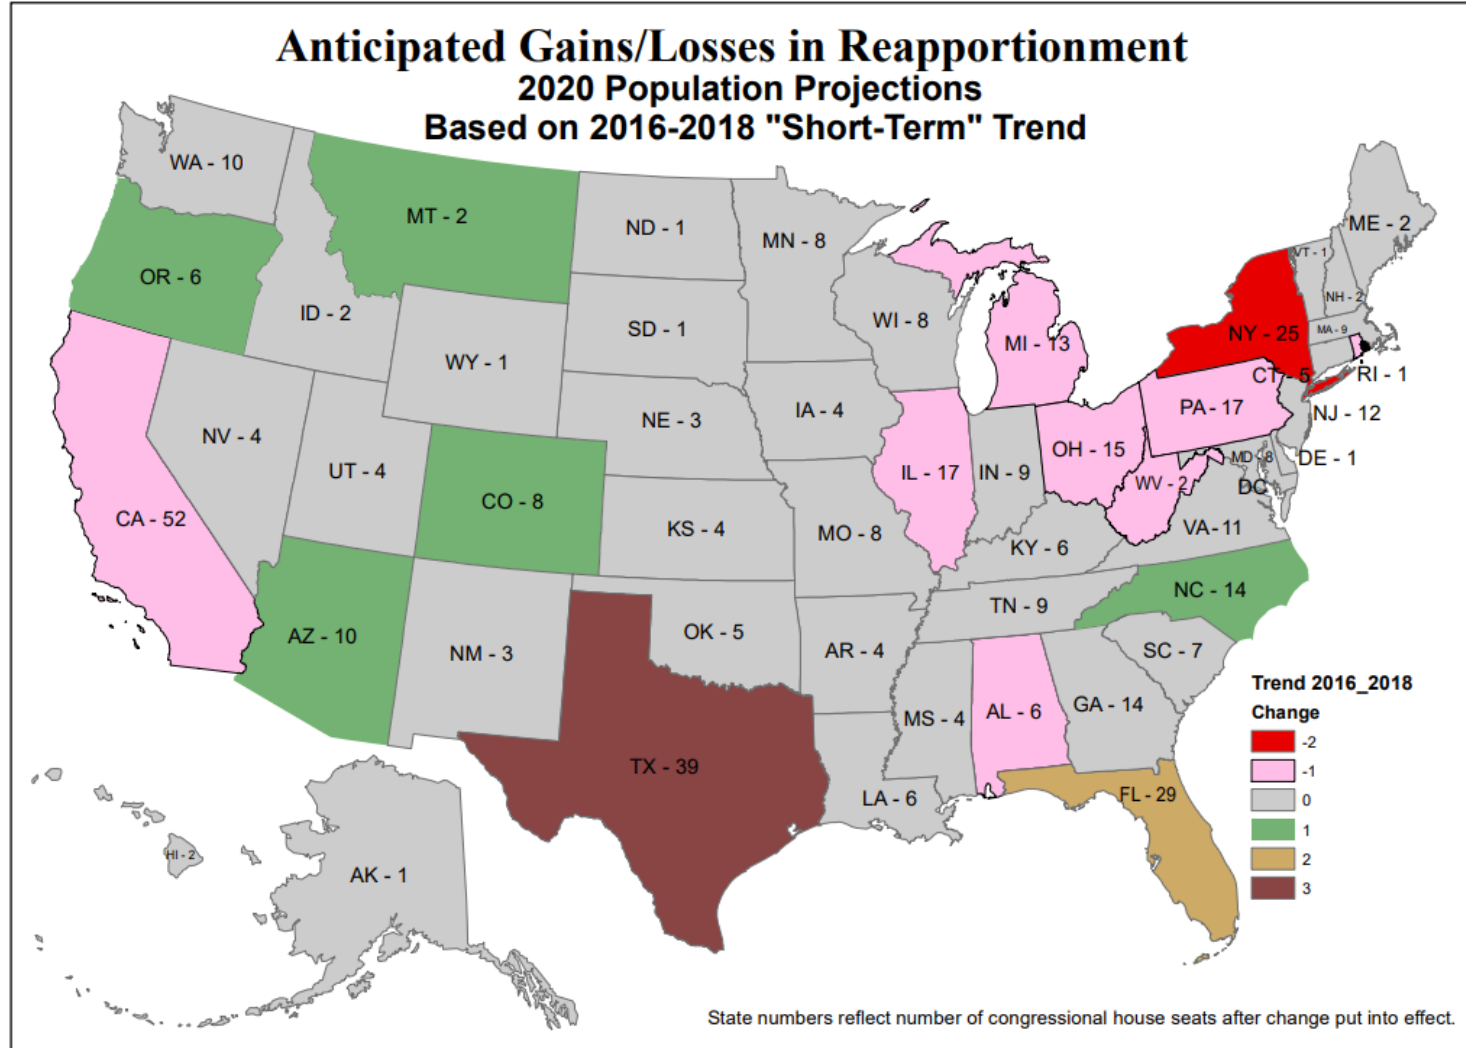 Anticipated Gains/Losses in Reapportionment
2020 Population Projections
Based on 2016-2018 "Short-Term" Trend
WA - 10
MT - 2
ND - 1
MN - 8
ME - 2
VT - 1
NH - 2
OR - 6
ID - 2
SD - 1
WI - 8
MI - 13
NY - 25
MA - 9
WY - 1
CT - 5
RI - 1
NV - 4
UT - 4
NE - 3
IA - 4
PA - 17
NJ - 12
CA - 52
CO - 8
KS - 4
MO - 8
IL - 17
IN - 9
OH - 15
WV - 2
MD - 8
DE - 1
DC
VA - 11
KY - 6
AZ - 10
NM - 3
OK - 5
AR - 4
TN - 9
NC - 14
SC - 7
TX - 39
MS - 4
AL - 6
GA - 14
LA - 6
FL - 29
HI - 2
AK - 1
Trend 2016_2018
Change
-2
-1
0
1
2
3
State numbers reflect number of congressional house seats after change put into effect.